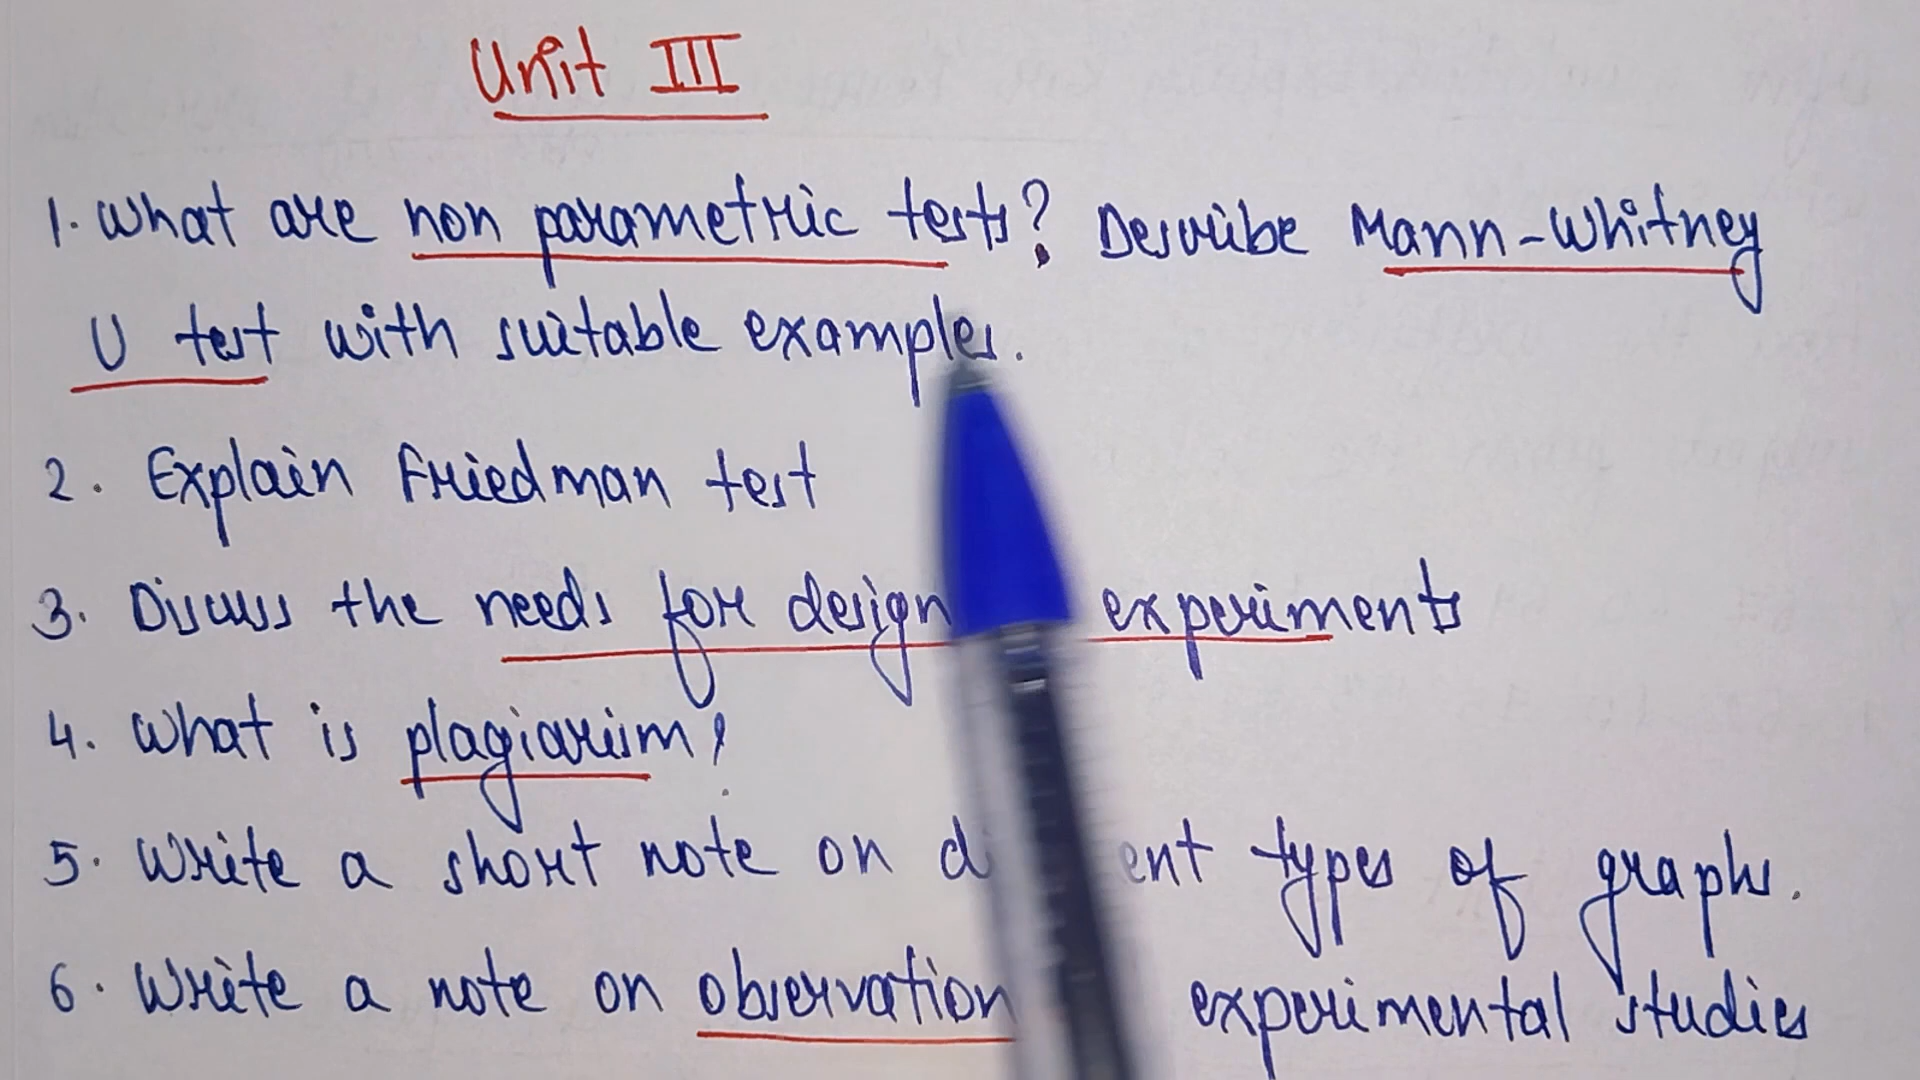 Unit III
1. What are non parametric tests? Describe Mann-Whitney
U test with suitable examples.
2. Explain Friedman test
3. Discuss the needs for design experiments
4. What is plagiarism?
5. Write a short note on types of graphs.
6. Write a note on observation experimental studies